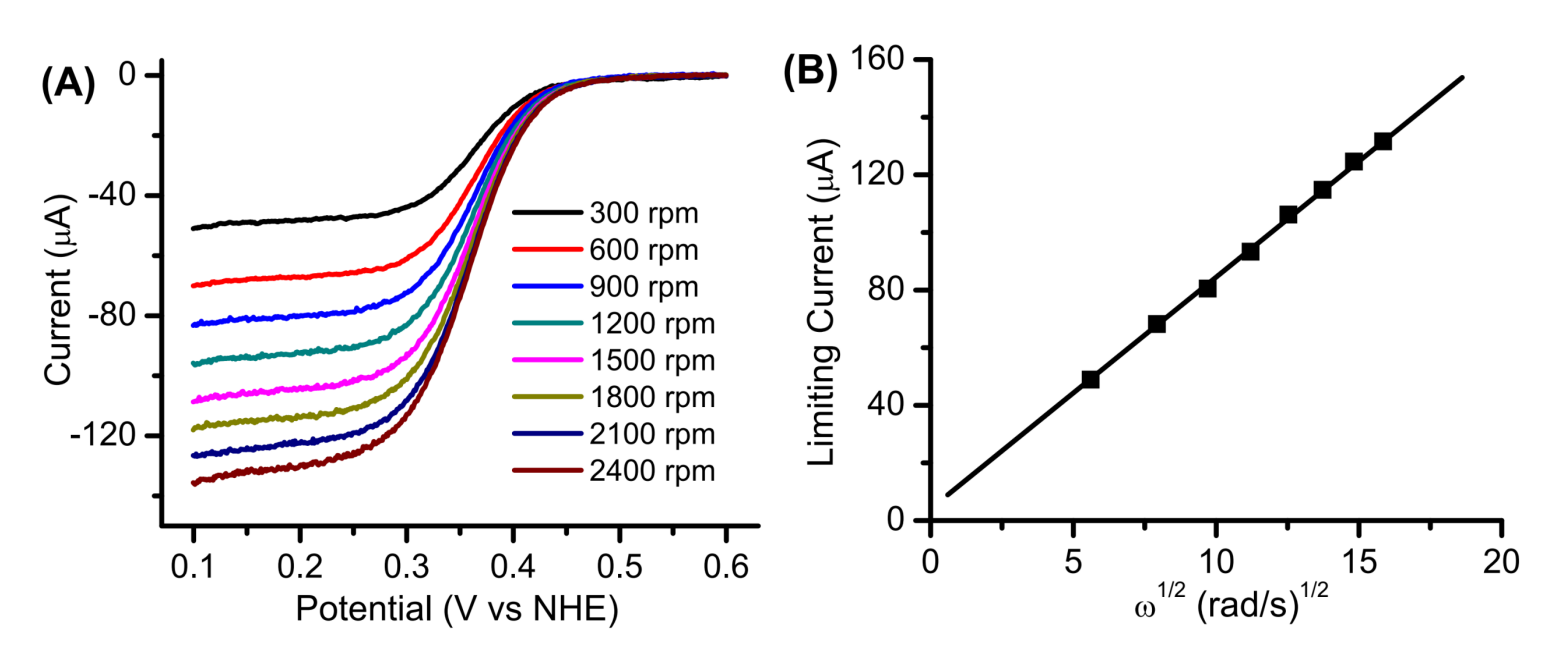 (A)
0
-40
-80
-120
Current (μA)
300 rpm
600 rpm
900 rpm
1200 rpm
1500 rpm
1800 rpm
2100 rpm
2400 rpm
0.1 0.2 0.3 0.4 0.5 0.6
Potential (V vs NHE)
(B)
160
120
80
40
0
Limiting Current (μA)
0 5 10 15 20
ω^1/2 (rad/s)^1/2